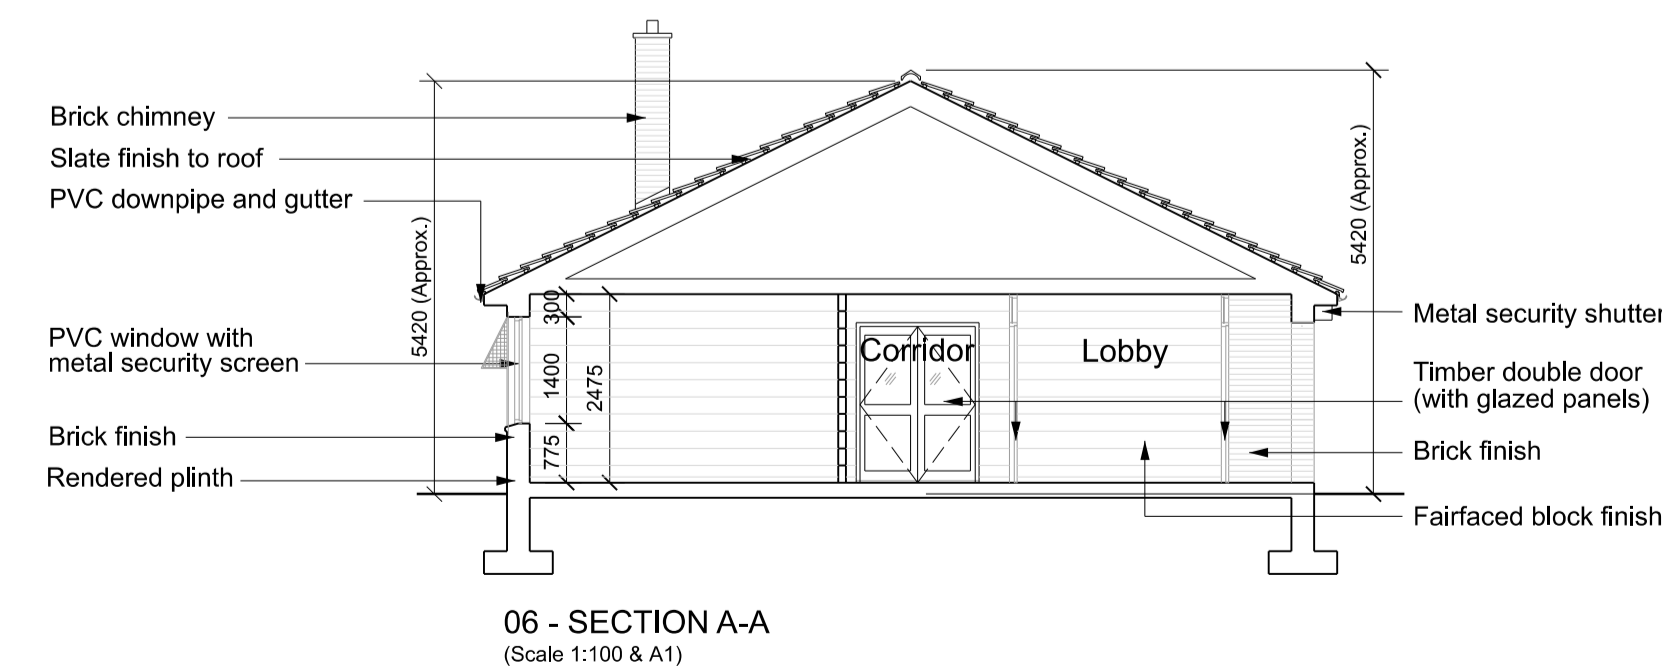 Brick chimney
Slate finish to roof
PVC downpipe and gutter
PVC window with
metal security screen
Brick finish
Rendered plinth
5420 (Approx.)
300
1400
775
2475
Corridor
Lobby
5420 (Approx.)
Metal security shutter
Timber double door
(with glazed panels)
Brick finish
Fairfaced block finish
06 - SECTION A-A
(Scale 1:100 & A1)